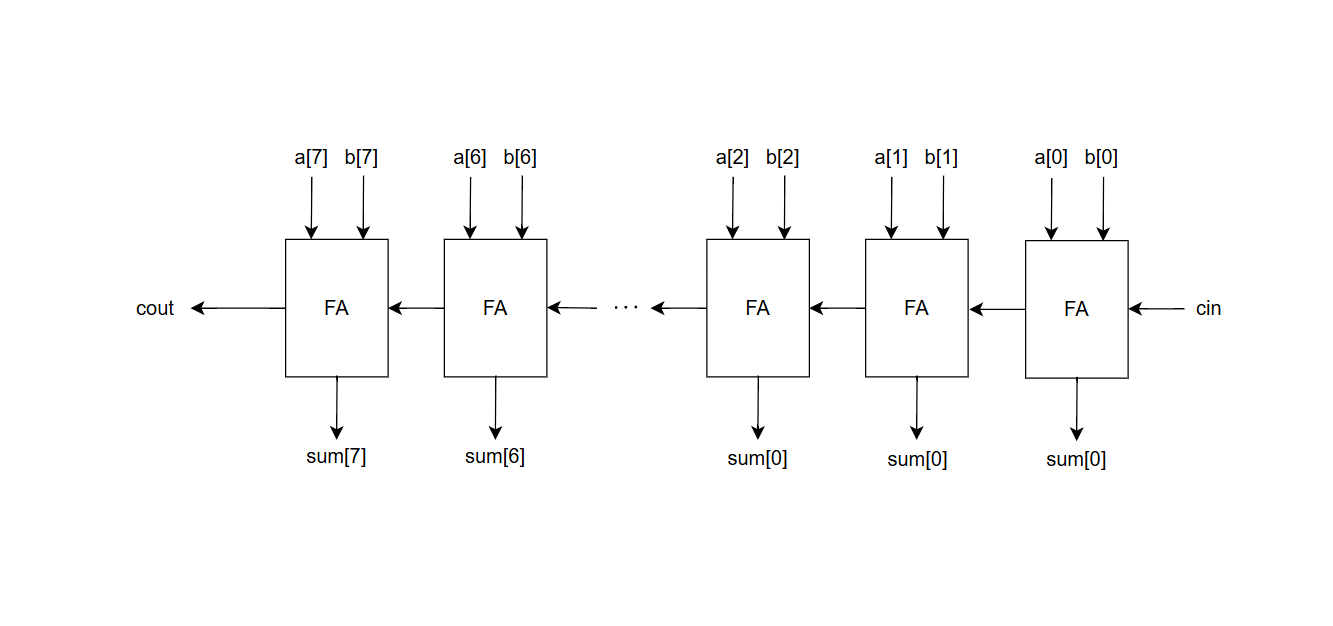 a[7] b[7] a[6] b[6] a[2] b[2] a[1] b[1] a[0] b[0]
cout FA FA ... FA FA FA cin
sum[7] sum[6] sum[0] sum[0] sum[0]